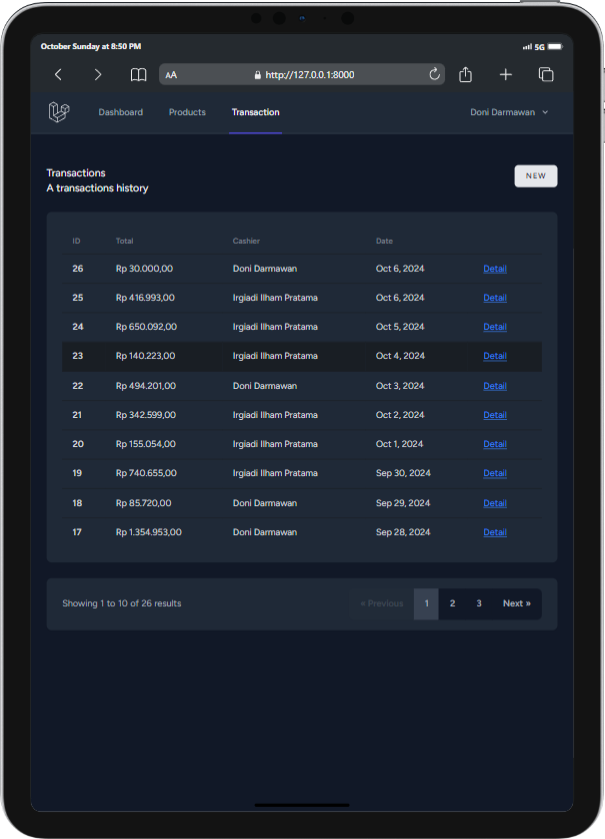 October Sunday at 8:50 PM
5G
AA http://127.0.0.1:8000
Dashboard Products Transaction Doni Darmawan
Transactions
A transactions history
NEW
ID Total Cashier Date
26 Rp 30.000,00 Doni Darmawan Oct 6, 2024 Detail
25 Rp 416.993,00 Irgiadi Ilham Pratama Oct 6, 2024 Detail
24 Rp 650.092,00 Irgiadi Ilham Pratama Oct 5, 2024 Detail
23 Rp 140.223,00 Irgiadi Ilham Pratama Oct 4, 2024 Detail
22 Rp 494.201,00 Doni Darmawan Oct 3, 2024 Detail
21 Rp 342.599,00 Irgiadi Ilham Pratama Oct 2, 2024 Detail
20 Rp 155.054,00 Irgiadi Ilham Pratama Oct 1, 2024 Detail
19 Rp 740.655,00 Irgiadi Ilham Pratama Sep 30, 2024 Detail
18 Rp 85.720,00 Doni Darmawan Sep 29, 2024 Detail
17 Rp 1.354.953,00 Doni Darmawan Sep 28, 2024 Detail
Showing 1 to 10 of 26 results « Previous 1 2 3 Next »